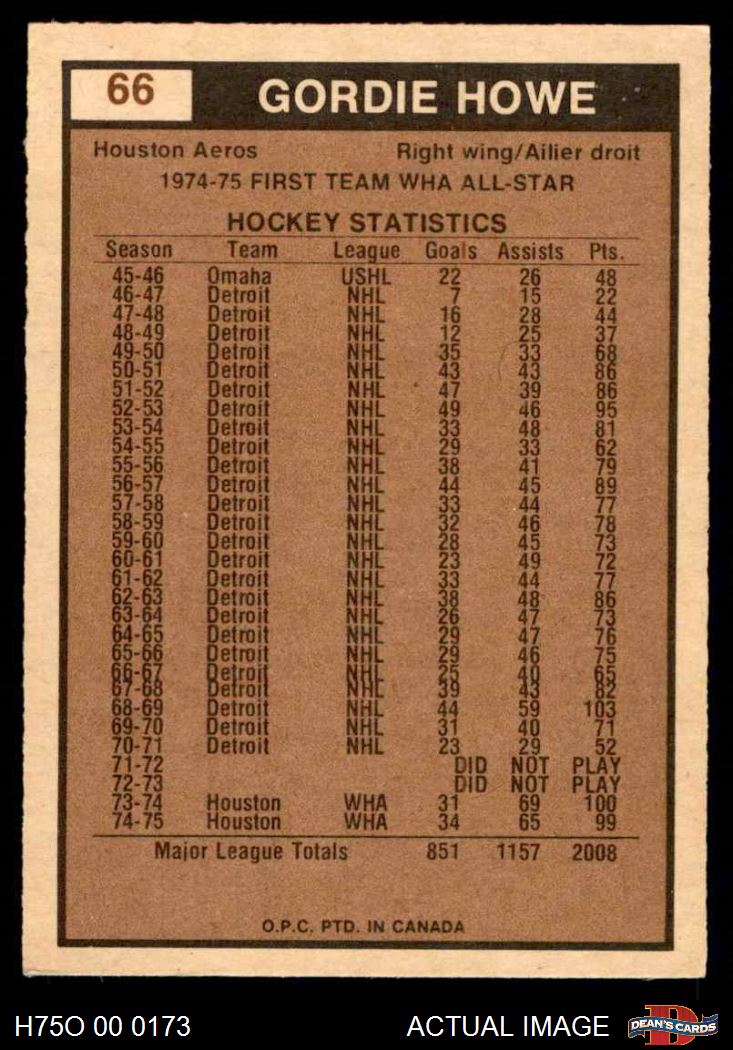 66 GORDIE HOWE
Houston Aeros Right wing/Ailier droit
1974-75 FIRST TEAM WHA ALL-STAR
HOCKEY STATISTICS
Season Team League Goals Assists Pts.
45-46 Omaha USHL 22 26 48
46-47 Detroit NHL 7 15 22
47-48 Detroit NHL 16 28 44
48-49 Detroit NHL 12 25 37
49-50 Detroit NHL 35 33 68
50-51 Detroit NHL 43 43 86
51-52 Detroit NHL 47 39 86
52-53 Detroit NHL 49 46 95
53-54 Detroit NHL 33 48 81
54-55 Detroit NHL 29 33 62
55-56 Detroit NHL 38 41 79
56-57 Detroit NHL 44 45 89
57-58 Detroit NHL 33 44 77
58-59 Detroit NHL 32 46 78
59-60 Detroit NHL 28 45 73
60-61 Detroit NHL 23 49 72
61-62 Detroit NHL 33 44 77
62-63 Detroit NHL 38 48 86
63-64 Detroit NHL 26 47 73
64-65 Detroit NHL 29 47 76
65-66 Detroit NHL 29 46 75
66-67 Detroit NHL 25 40 65
67-68 Detroit NHL 39 43 82
68-69 Detroit NHL 44 59 103
69-70 Detroit NHL 31 40 71
70-71 Detroit NHL 23 29 52
71-72 DID NOT PLAY
72-73 DID NOT PLAY
73-74 Houston WHA 31 69 100
74-75 Houston WHA 34 65 99
Major League Totals 851 1157 2008
O.P.C. PTD. IN CANADA
H75O 00 0173 ACTUAL IMAGE D DEAN'S CARDS